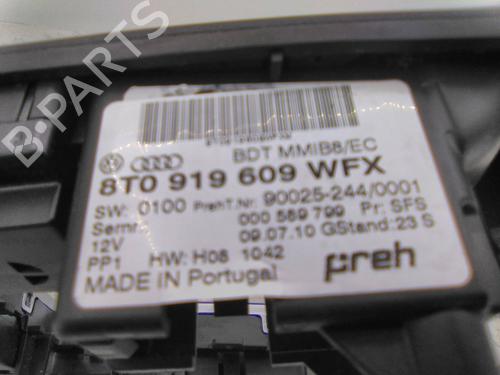 B-PARTS
BDT MMIB8/EC
8T0 919 609 WFX
SW: 0100 PrehT.Nr: 90025-244/0001
Sernr. 000 589 799 Pr: SFS
12V 09.07.10 GStand: 23 S
PP1 HW: H08 1042
MADE IN Portugal
preh